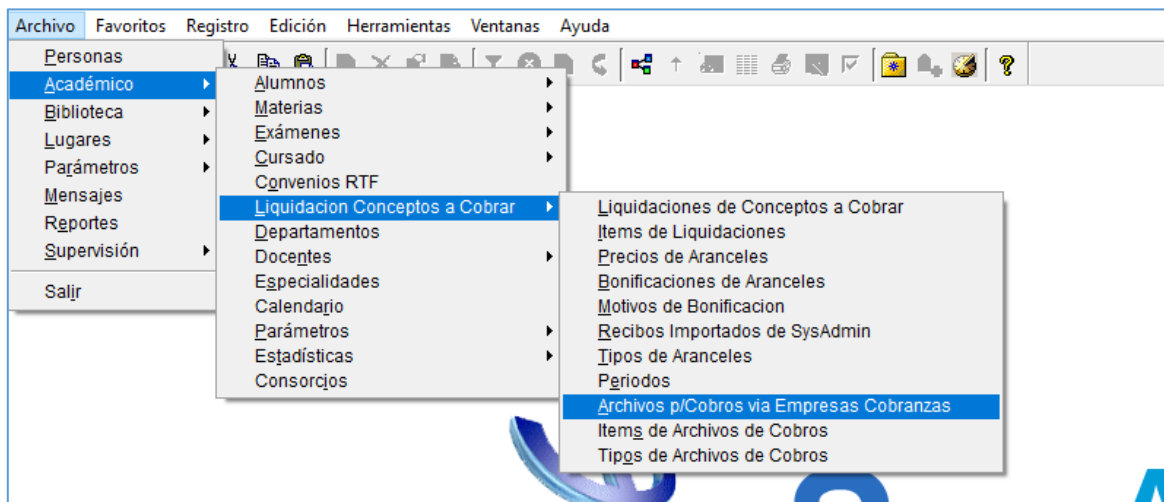 Archivo Favoritos Registro Edición Herramientas Ventanas Ayuda
Personas
Académico
Biblioteca
Lugares
Parámetros
Mensajes
Reportes
Supervisión
Salir
Alumnos
Materias
Exámenes
Cursado
Convenios RTF
Liquidacion Conceptos a Cobrar
Departamentos
Docentes
Especialidades
Calendario
Parámetros
Estadísticas
Consorcios
Liquidaciones de Conceptos a Cobrar
Items de Liquidaciones
Precios de Aranceles
Bonificaciones de Aranceles
Motivos de Bonificacion
Recibos Importados de SysAdmin
Tipos de Aranceles
Periodos
Archivos p/Cobros via Empresas Cobranzas
Items de Archivos de Cobros
Tipos de Archivos de Cobros